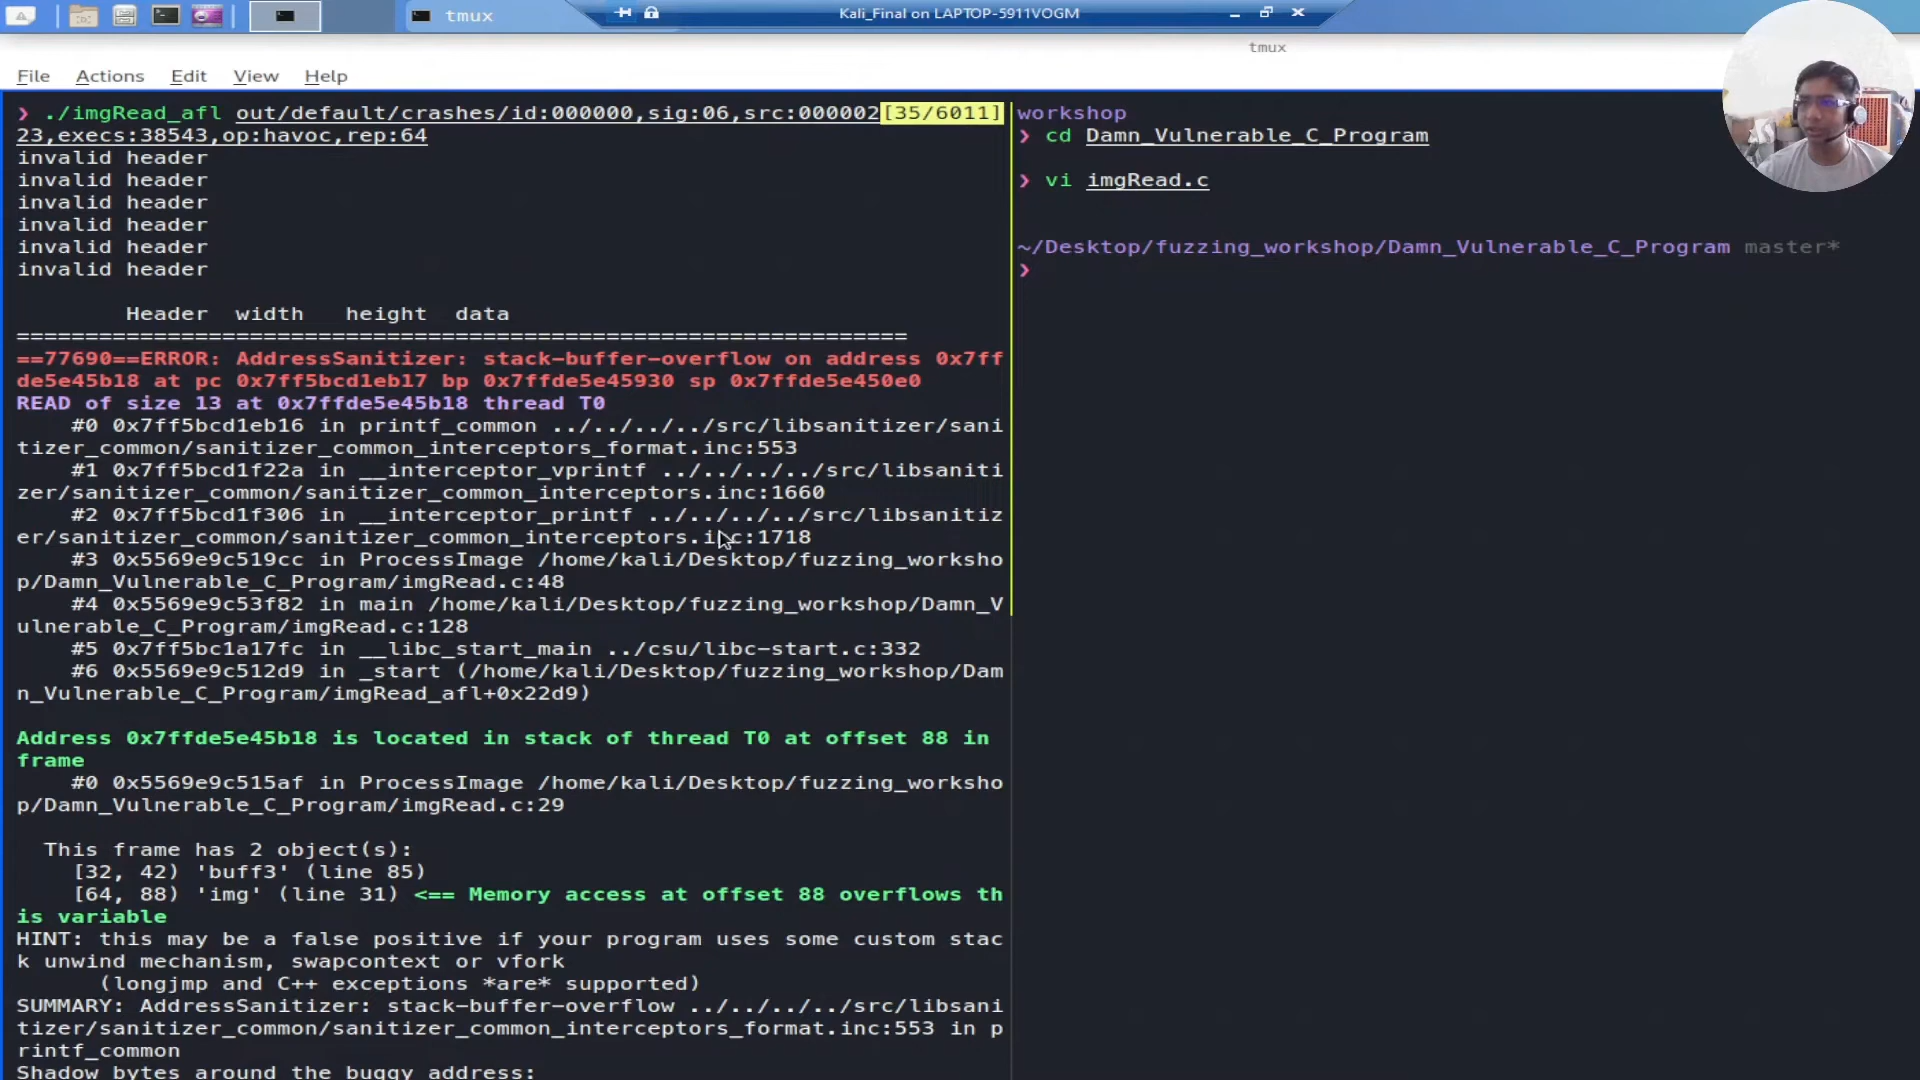 tmux
Kali_Final on LAPTOP-5911VOGM
tmux
File Actions Edit View Help
❯ ./imgRead_afl out/default/crashes/id:000000,sig:06,src:000002[35/6011]
23,execs:38543,op:havoc,rep:64
invalid header
invalid header
invalid header
invalid header
invalid header
invalid header
Header width height data
=================================================================
==77690==ERROR: AddressSanitizer: stack-buffer-overflow on address 0x7ff
de5e45b18 at pc 0x7ff5bcd1eb17 bp 0x7ffde5e45930 sp 0x7ffde5e450e0
READ of size 13 at 0x7ffde5e45b18 thread T0
#0 0x7ff5bcd1eb16 in printf_common ../../../../src/libsanitizer/sani
tizer_common/sanitizer_common_interceptors_format.inc:553
#1 0x7ff5bcd1f22a in __interceptor_vprintf ../../../../src/libsaniti
zer/sanitizer_common/sanitizer_common_interceptors.inc:1660
#2 0x7ff5bcd1f306 in __interceptor_printf ../../../../src/libsanitiz
er/sanitizer_common/sanitizer_common_interceptors.inc:1718
#3 0x5569e9c519cc in ProcessImage /home/kali/Desktop/fuzzing_worksho
p/Damn_Vulnerable_C_Program/imgRead.c:48
#4 0x5569e9c53f82 in main /home/kali/Desktop/fuzzing_workshop/Damn_V
ulnerable_C_Program/imgRead.c:128
#5 0x7ff5bc1a17fc in __libc_start_main ../csu/libc-start.c:332
#6 0x5569e9c512d9 in _start (/home/kali/Desktop/fuzzing_workshop/Dam
n_Vulnerable_C_Program/imgRead_afl+0x22d9)
Address 0x7ffde5e45b18 is located in stack of thread T0 at offset 88 in
frame
#0 0x5569e9c515af in ProcessImage /home/kali/Desktop/fuzzing_worksho
p/Damn_Vulnerable_C_Program/imgRead.c:29
This frame has 2 object(s):
[32, 42) 'buff3' (line 85)
[64, 88) 'img' (line 31) <== Memory access at offset 88 overflows th
is variable
HINT: this may be a false positive if your program uses some custom stac
k unwind mechanism, swapcontext or vfork
(longjmp and C++ exceptions *are* supported)
SUMMARY: AddressSanitizer: stack-buffer-overflow ../../../../src/libsani
tizer/sanitizer_common/sanitizer_common_interceptors_format.inc:553 in p
rintf_common
Shadow bytes around the buggy address:
workshop
❯ cd Damn_Vulnerable_C_Program
❯ vi imgRead.c
~/Desktop/fuzzing_workshop/Damn_Vulnerable_C_Program master*
❯